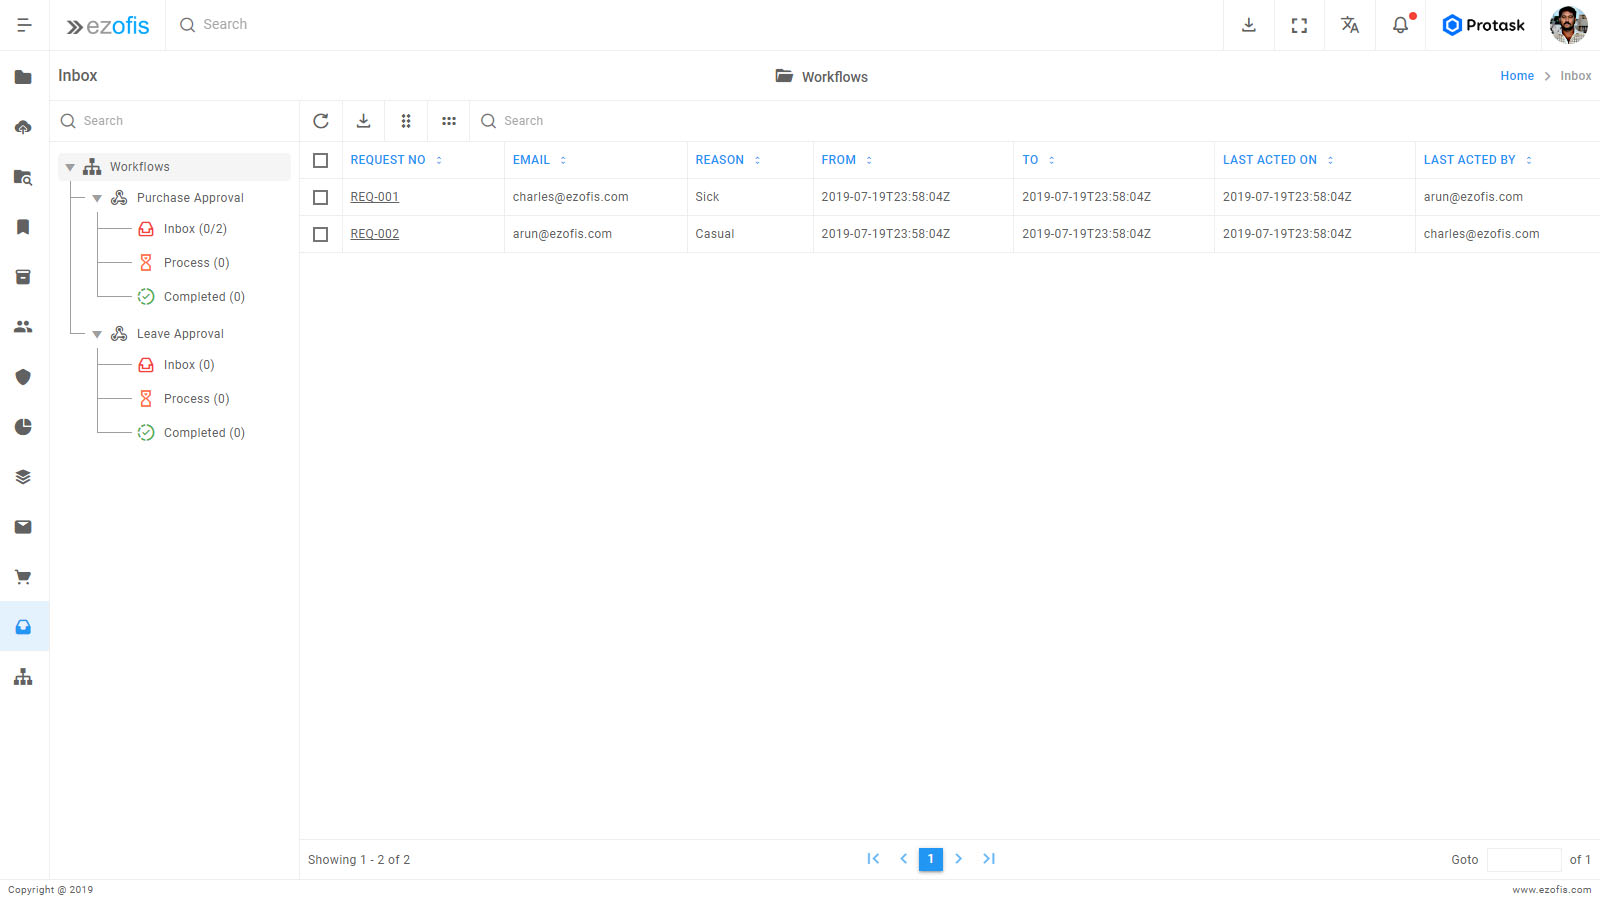 ezofis
Search
Protask
Inbox
Workflows
Home > Inbox
Search
Search
Workflows
Purchase Approval
Inbox (0/2)
Process (0)
Completed (0)
Leave Approval
Inbox (0)
Process (0)
Completed (0)
REQUEST NO EMAIL REASON FROM TO LAST ACTED ON LAST ACTED BY
REQ-001 charles@ezofis.com Sick 2019-07-19T23:58:04Z 2019-07-19T23:58:04Z 2019-07-19T23:58:04Z arun@ezofis.com
REQ-002 arun@ezofis.com Casual 2019-07-19T23:58:04Z 2019-07-19T23:58:04Z 2019-07-19T23:58:04Z charles@ezofis.com
Showing 1 - 2 of 2
1
Goto of 1
Copyright @ 2019
www.ezofis.com